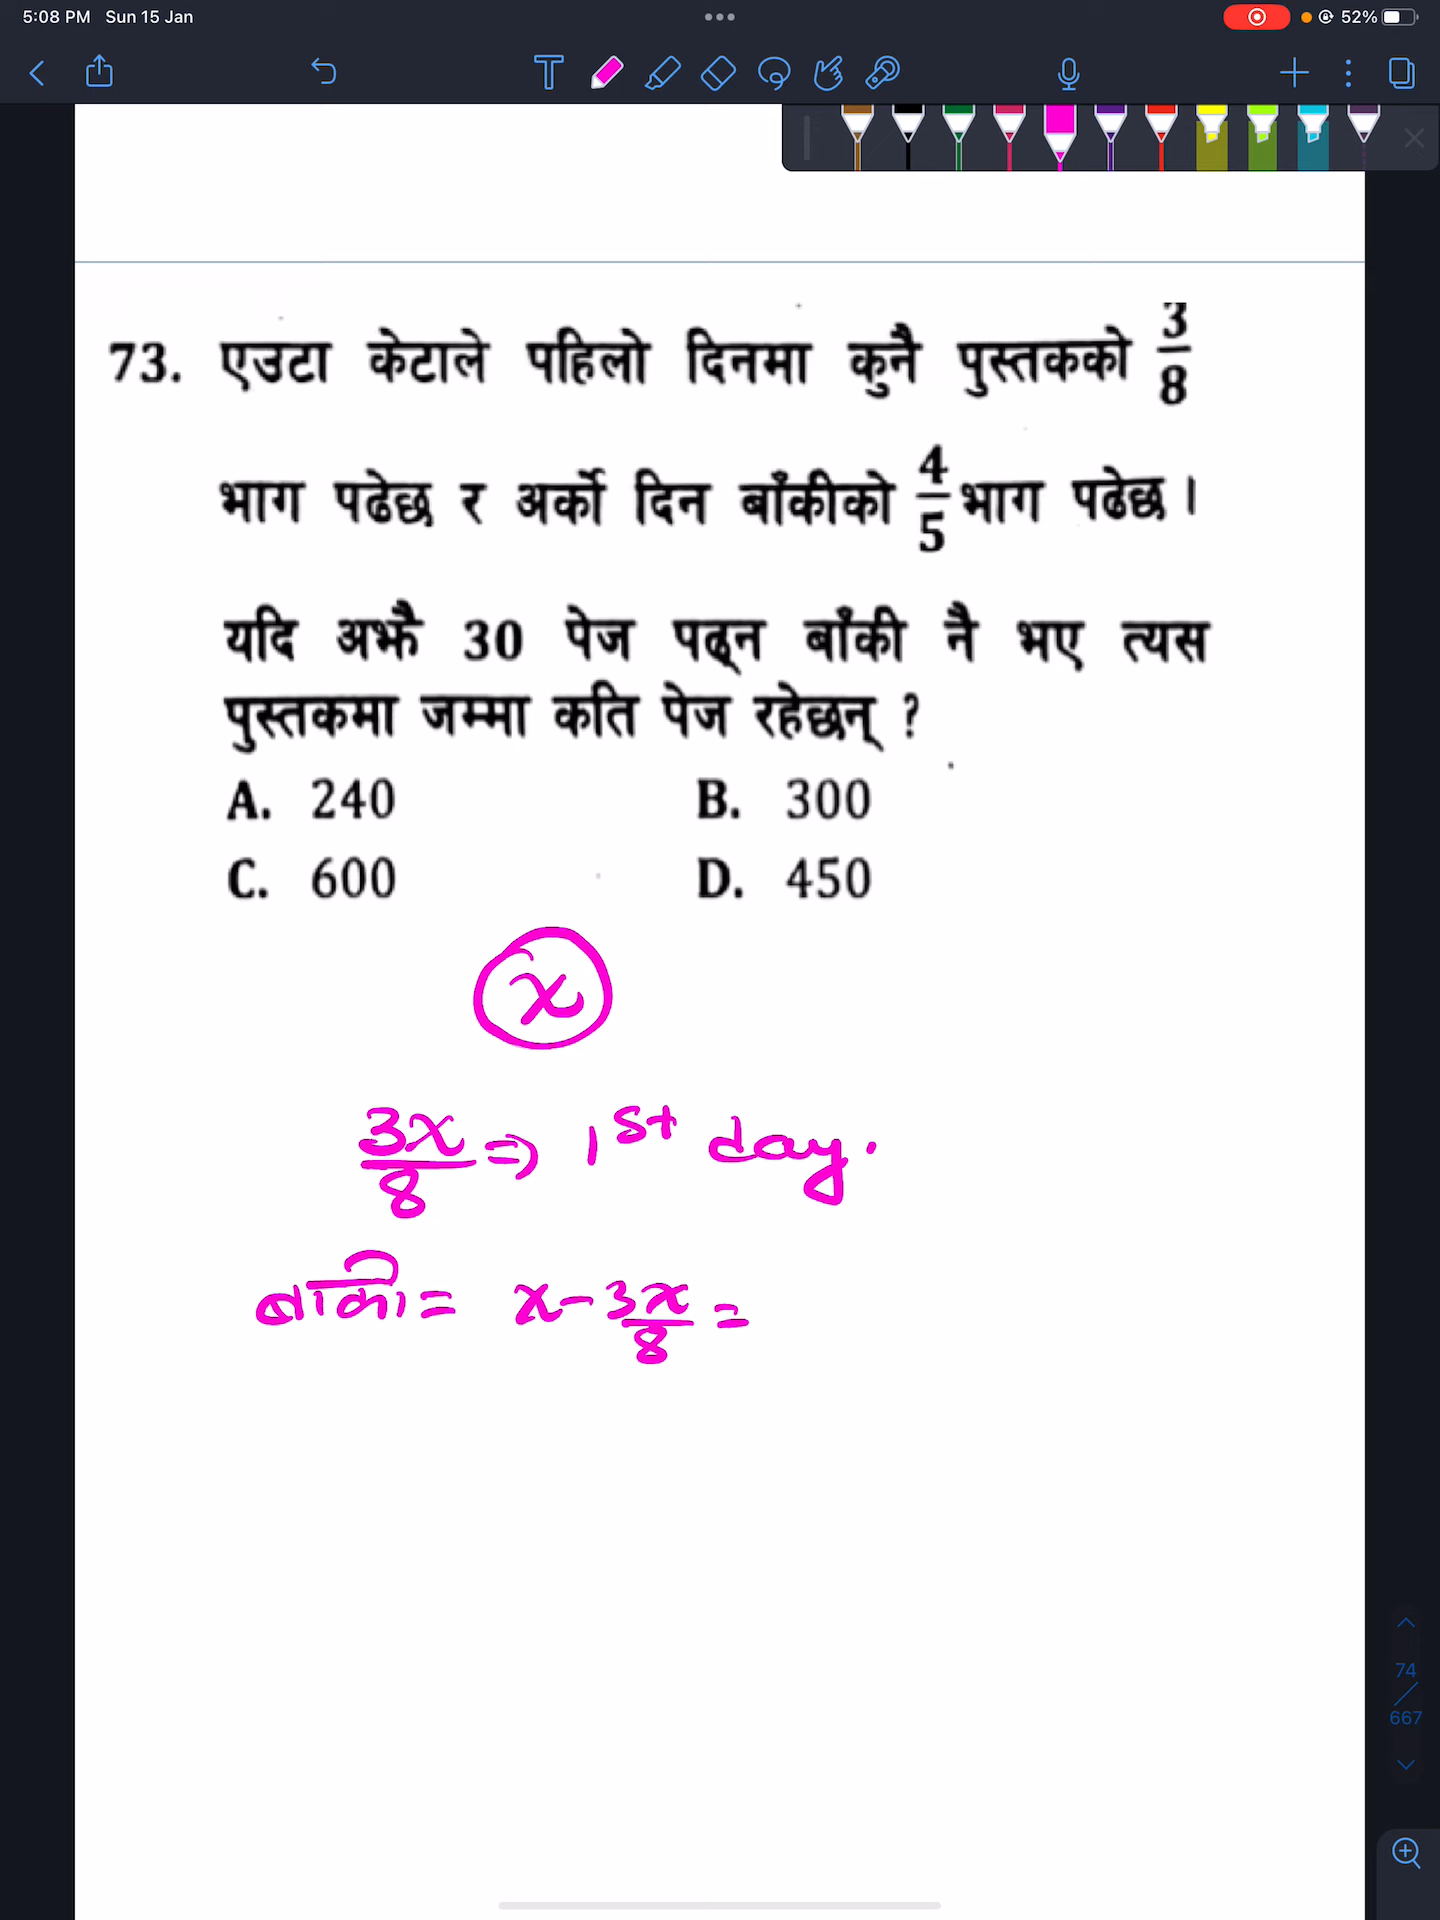 5:08 PM Sun 15 Jan
52%
73. एउटा केटाले पहिलो दिनमा कुनै पुस्तकको 3/8
भाग पढेछ र अर्को दिन बाँकीको 4/5 भाग पढेछ ।
यदि अझै 30 पेज पढ्न बाँकी नै भए त्यस
पुस्तकमा जम्मा कति पेज रहेछन् ?
A. 240 B. 300
C. 600 D. 450
x
3x/8 ⇒ 1st day.
= x - 3x/8 =
74
/
667